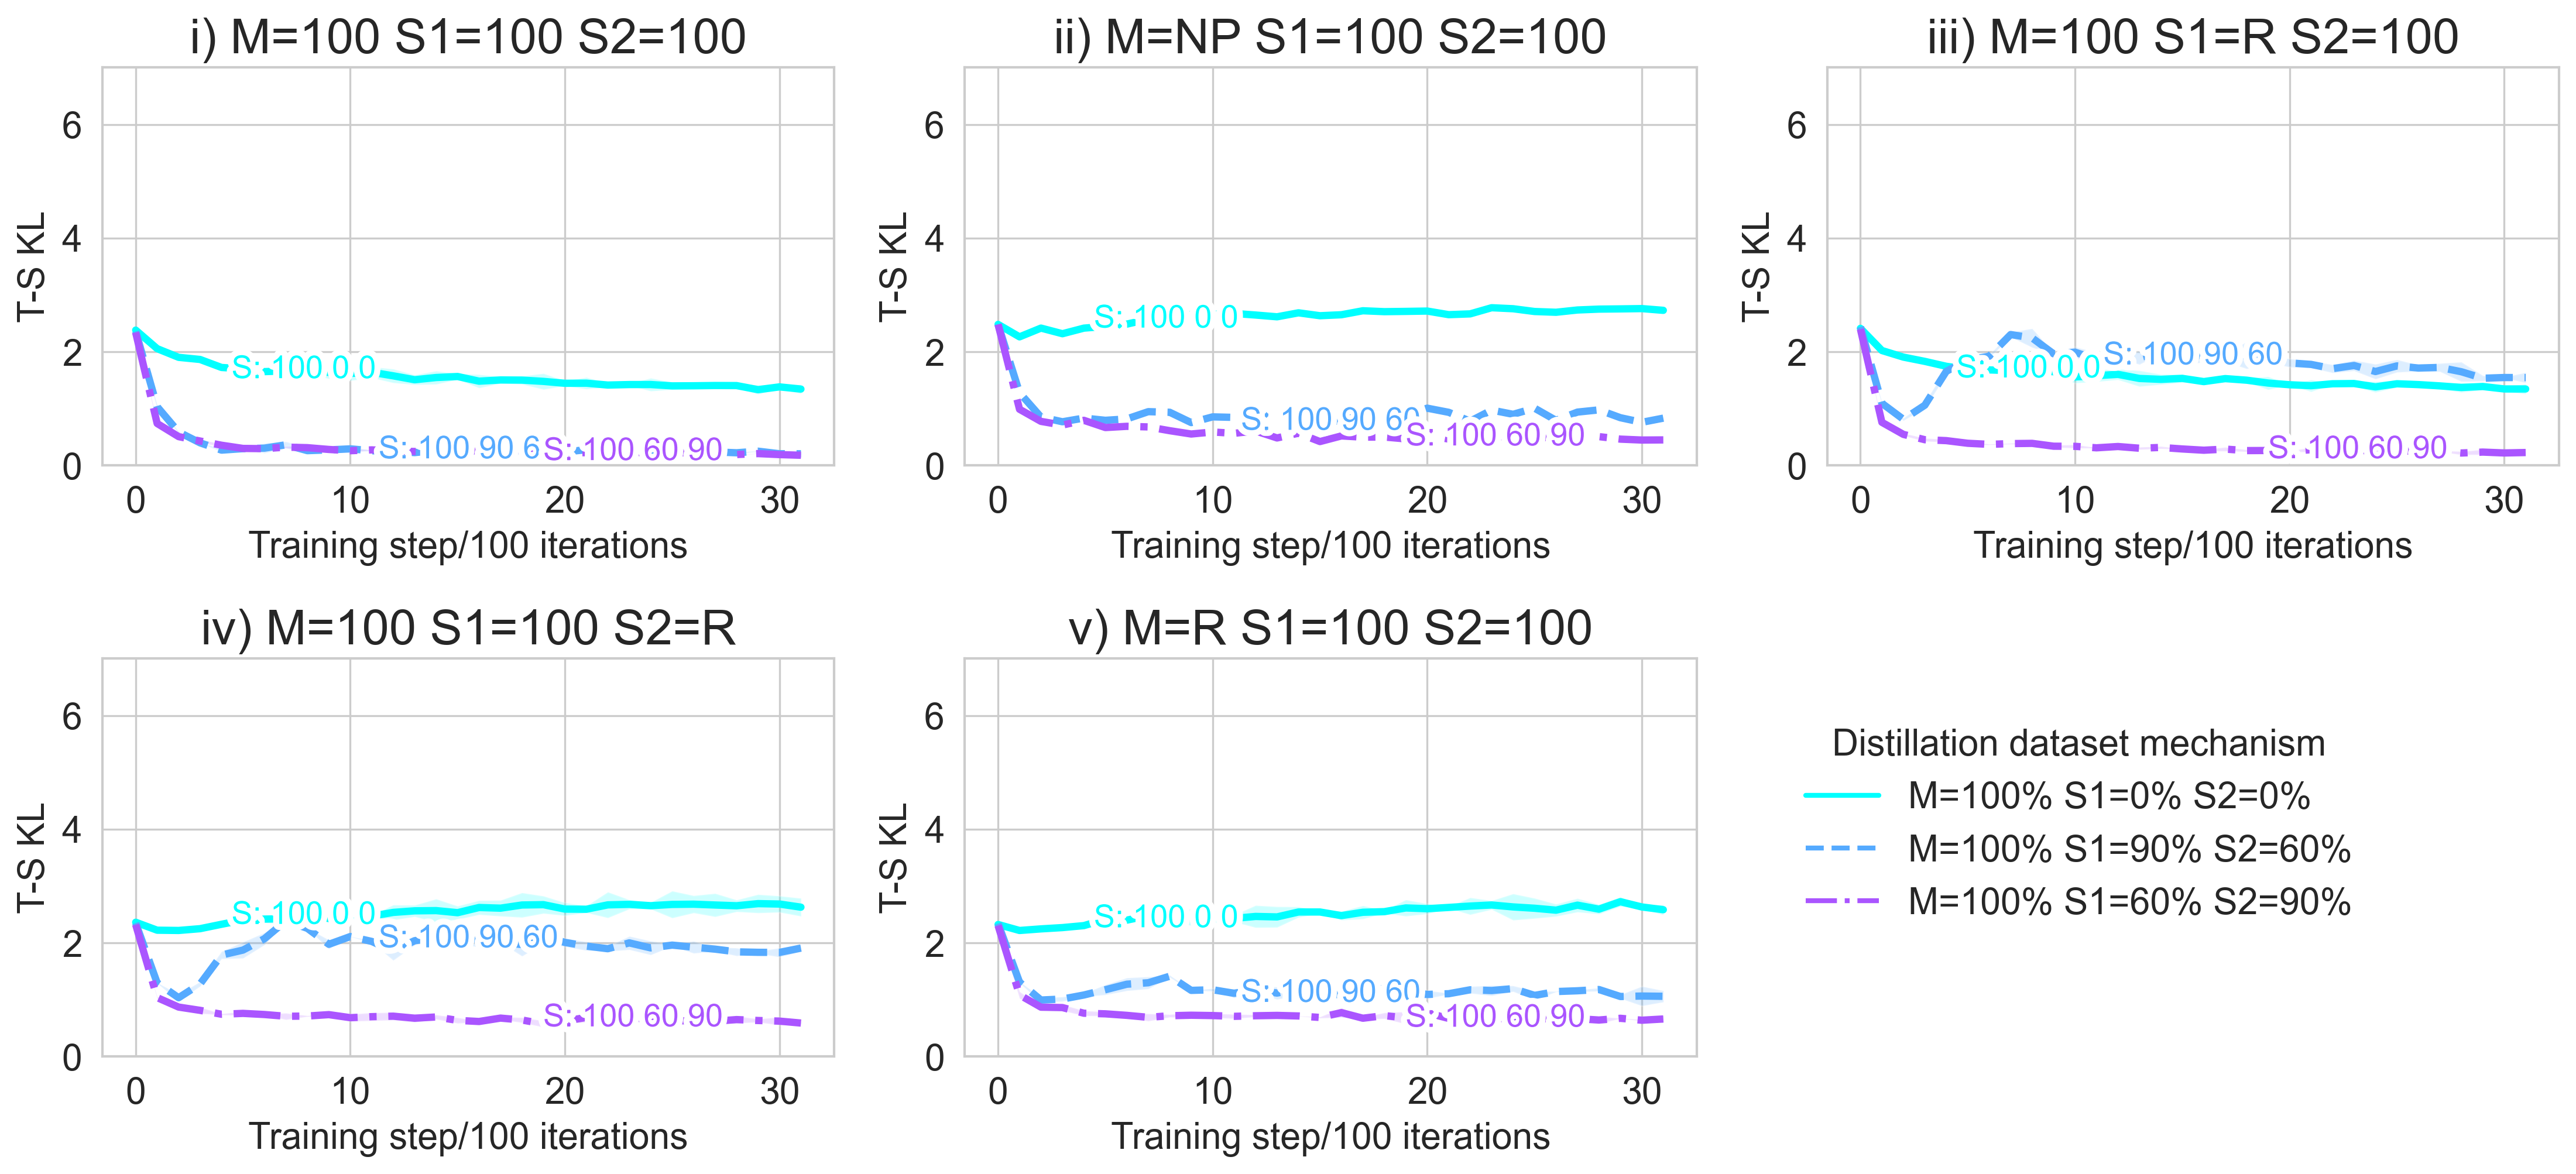 i) M=100 S1=100 S2=100
6
4
2
0
T-S KL
S: 100 0 0
S: 100 90 6
S: 100 60 90
0 10 20 30
Training step/100 iterations
ii) M=NP S1=100 S2=100
6
4
2
0
T-S KL
S: 100 0 0
S: 100 90 60
S: 100 60 90
0 10 20 30
Training step/100 iterations
iii) M=100 S1=R S2=100
6
4
2
0
T-S KL
S: 100 0 0
S: 100 90 60
S: 100 60 90
0 10 20 30
Training step/100 iterations
iv) M=100 S1=100 S2=R
6
4
2
0
T-S KL
S: 100 0 0
S: 100 90 60
S: 100 60 90
0 10 20 30
Training step/100 iterations
v) M=R S1=100 S2=100
6
4
2
0
T-S KL
S: 100 0 0
S: 100 90 60
S: 100 60 90
0 10 20 30
Training step/100 iterations
Distillation dataset mechanism
M=100% S1=0% S2=0%
M=100% S1=90% S2=60%
M=100% S1=60% S2=90%